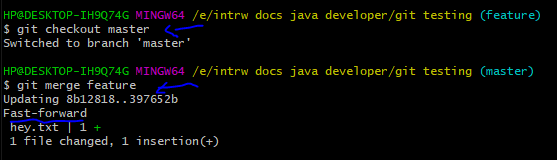 HP@DESKTOP-IH9Q74G MINGW64 /e/intrw docs java developer/git testing (feature)
$ git checkout master
Switched to branch 'master'
HP@DESKTOP-IH9Q74G MINGW64 /e/intrw docs java developer/git testing (master)
$ git merge feature
Updating 8b12818..397652b
Fast-forward
hey.txt | 1 +
1 file changed, 1 insertion(+)